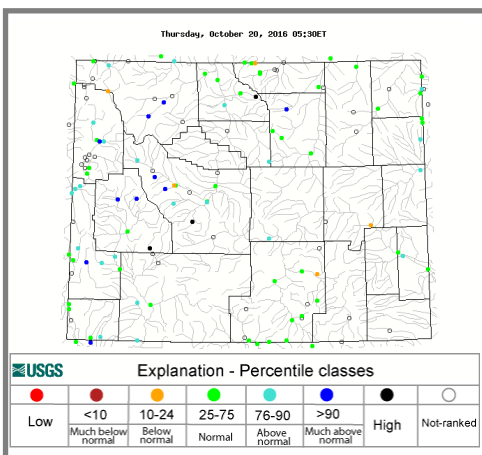 Thursday, October 20, 2016 05:30ET
USGS Explanation - Percentile classes
Low <10 10-24 25-75 76-90 >90 High Not-ranked
Much below normal Below normal Normal Above normal Much above normal